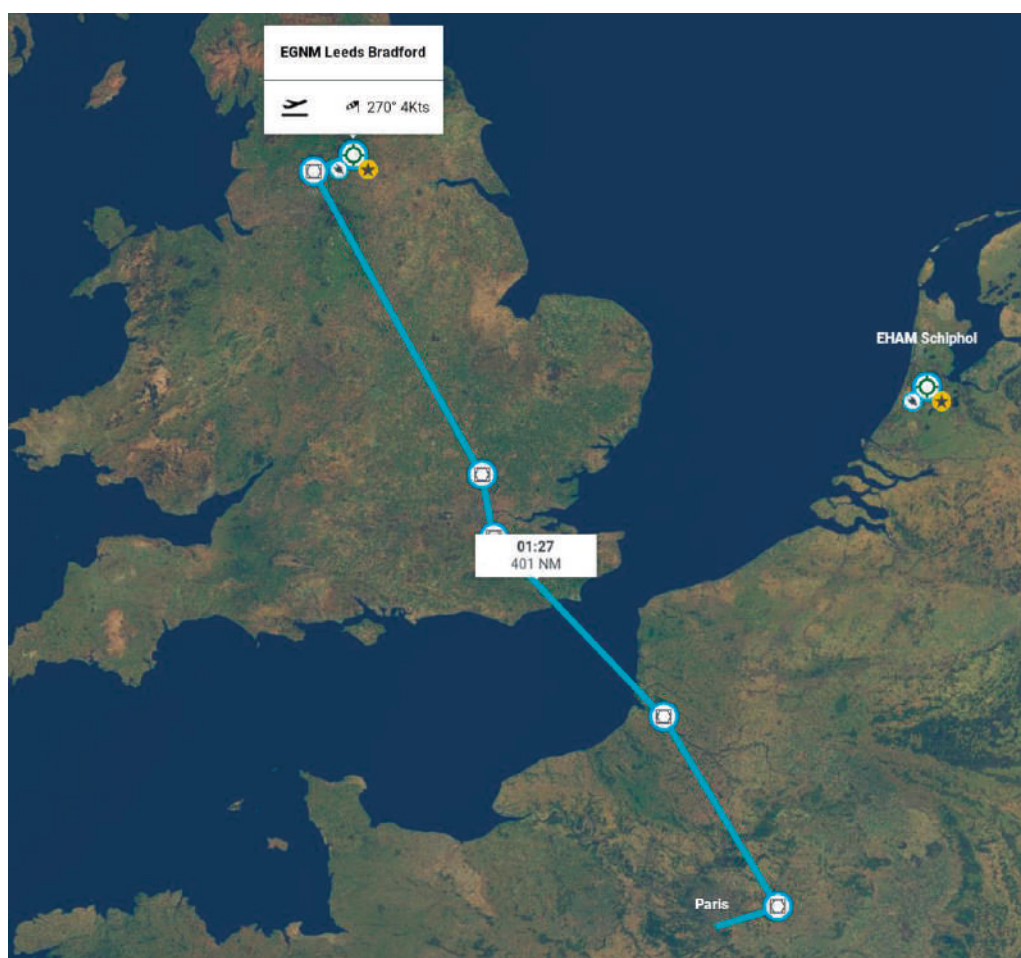 EGNM Leeds Bradford
270° 4Kts
EHAM Schiphol
01:27
401 NM
Paris